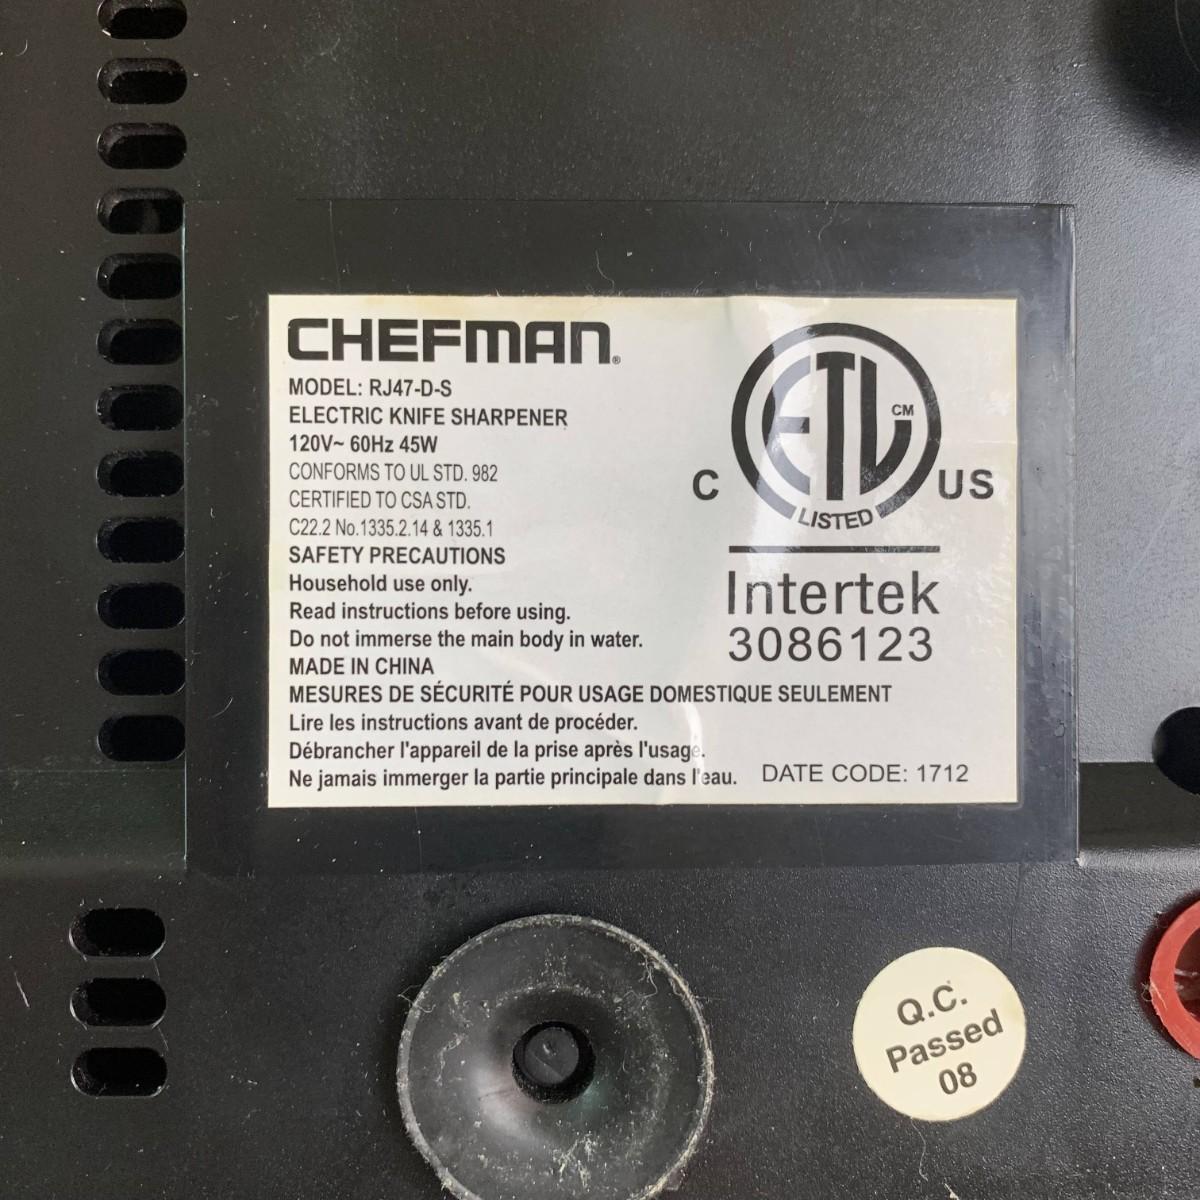 CHEFMAN®
MODEL: RJ47-D-S
ELECTRIC KNIFE SHARPENER
120V~ 60Hz 45W
CONFORMS TO UL STD. 982
CERTIFIED TO CSA STD.
C22.2 No.1335.2.14 & 1335.1
SAFETY PRECAUTIONS
Household use only.
Read instructions before using.
Do not immerse the main body in water.
MADE IN CHINA
MESURES DE SÉCURITÉ POUR USAGE DOMESTIQUE SEULEMENT
Lire les instructions avant de procéder.
Débrancher l'appareil de la prise après l'usage.
Ne jamais immerger la partie principale dans l'eau.
ETL CM
C US
LISTED
Intertek
3086123
DATE CODE: 1712
Q.C.
Passed
08